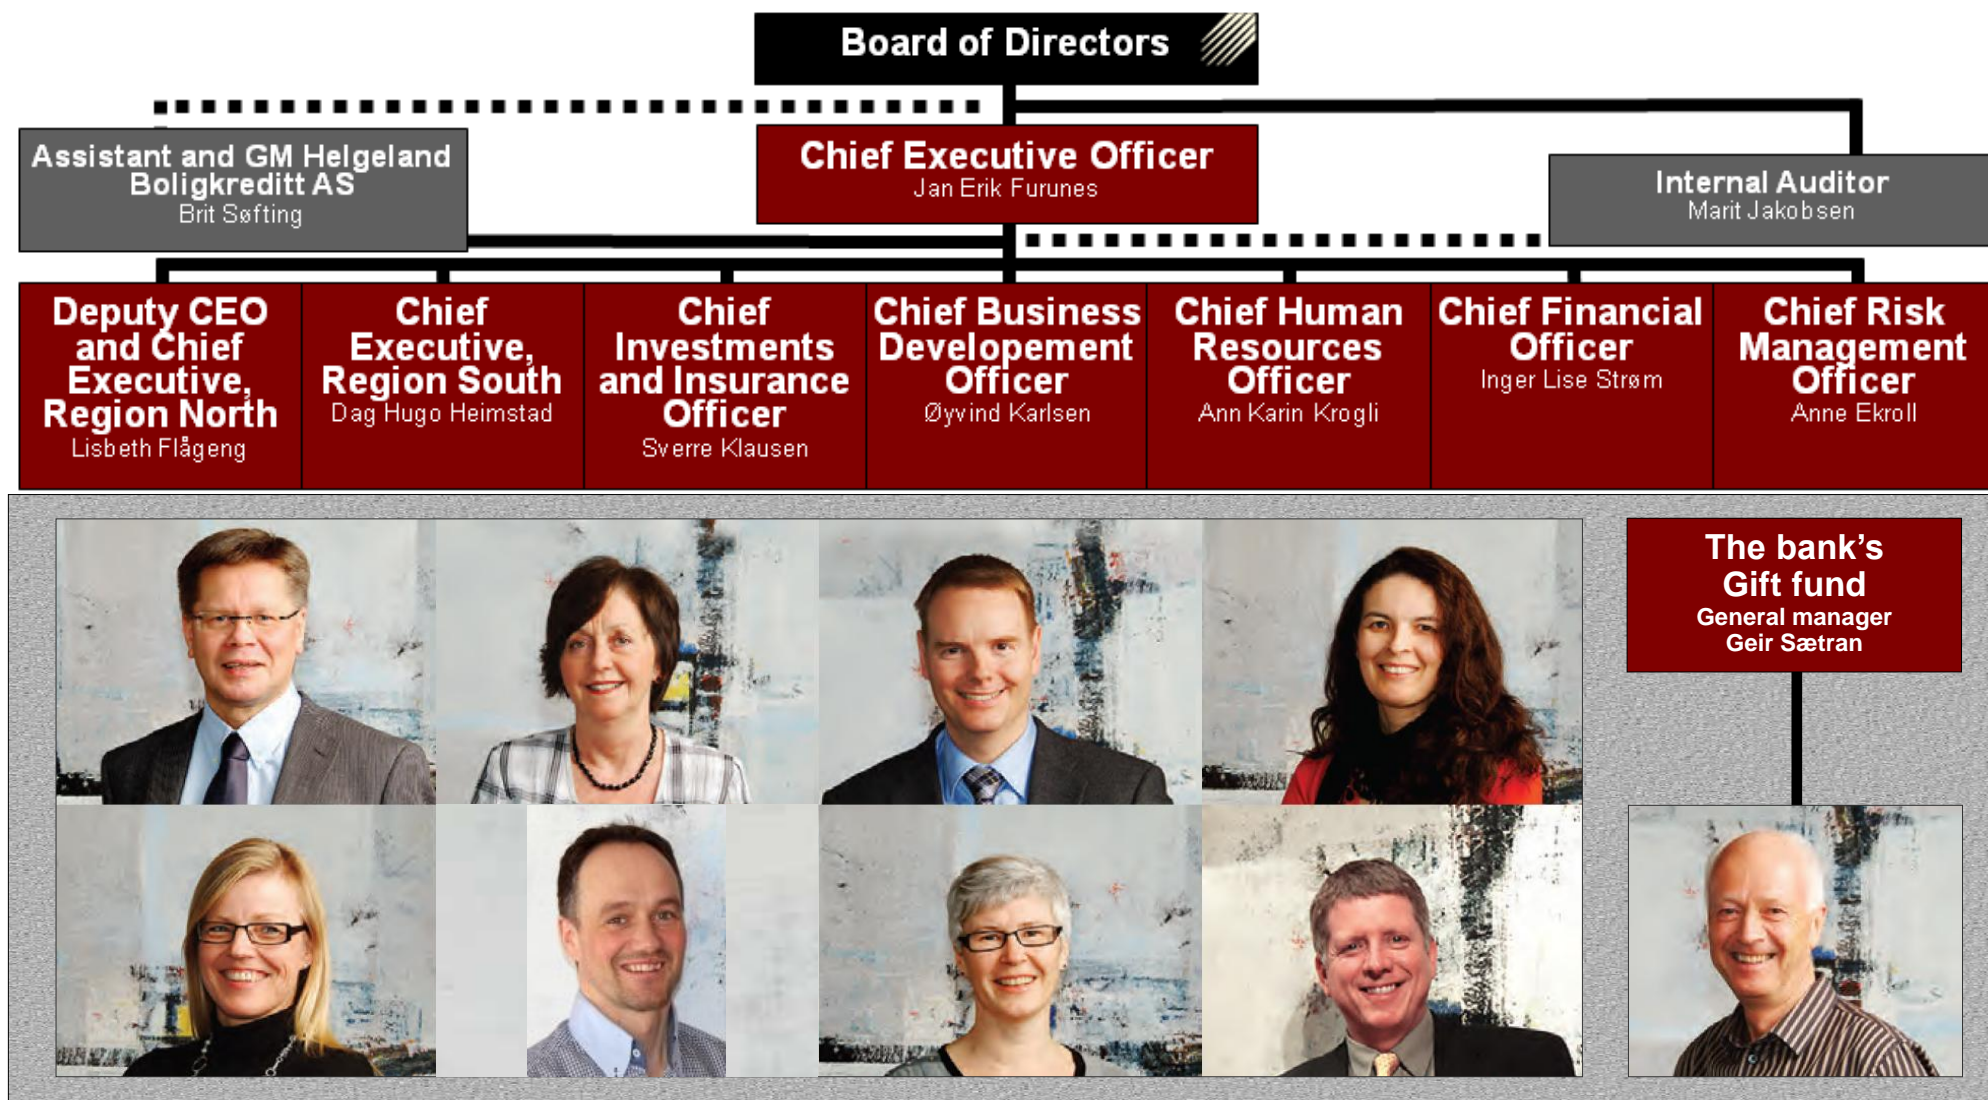 Board of Directors
Assistant and GM Helgeland
Boligkreditt AS
Brit Søfting
Chief Executive Officer
Jan Erik Furunes
Internal Auditor
Marit Jakobsen
Deputy CEO
and Chief
Executive,
Region North
Lisbeth Flågeng
Chief
Executive,
Region South
Dag Hugo Heimstad
Chief
Investments
and Insurance
Officer
Sverre Klausen
Chief Business
Developement
Officer
Øyvind Karlsen
Chief Human
Resources
Officer
Ann Karin Krogli
Chief Financial
Officer
Inger Lise Strøm
Chief Risk
Management
Officer
Anne Ekroll
The bank’s
Gift fund
General manager
Geir Sætran